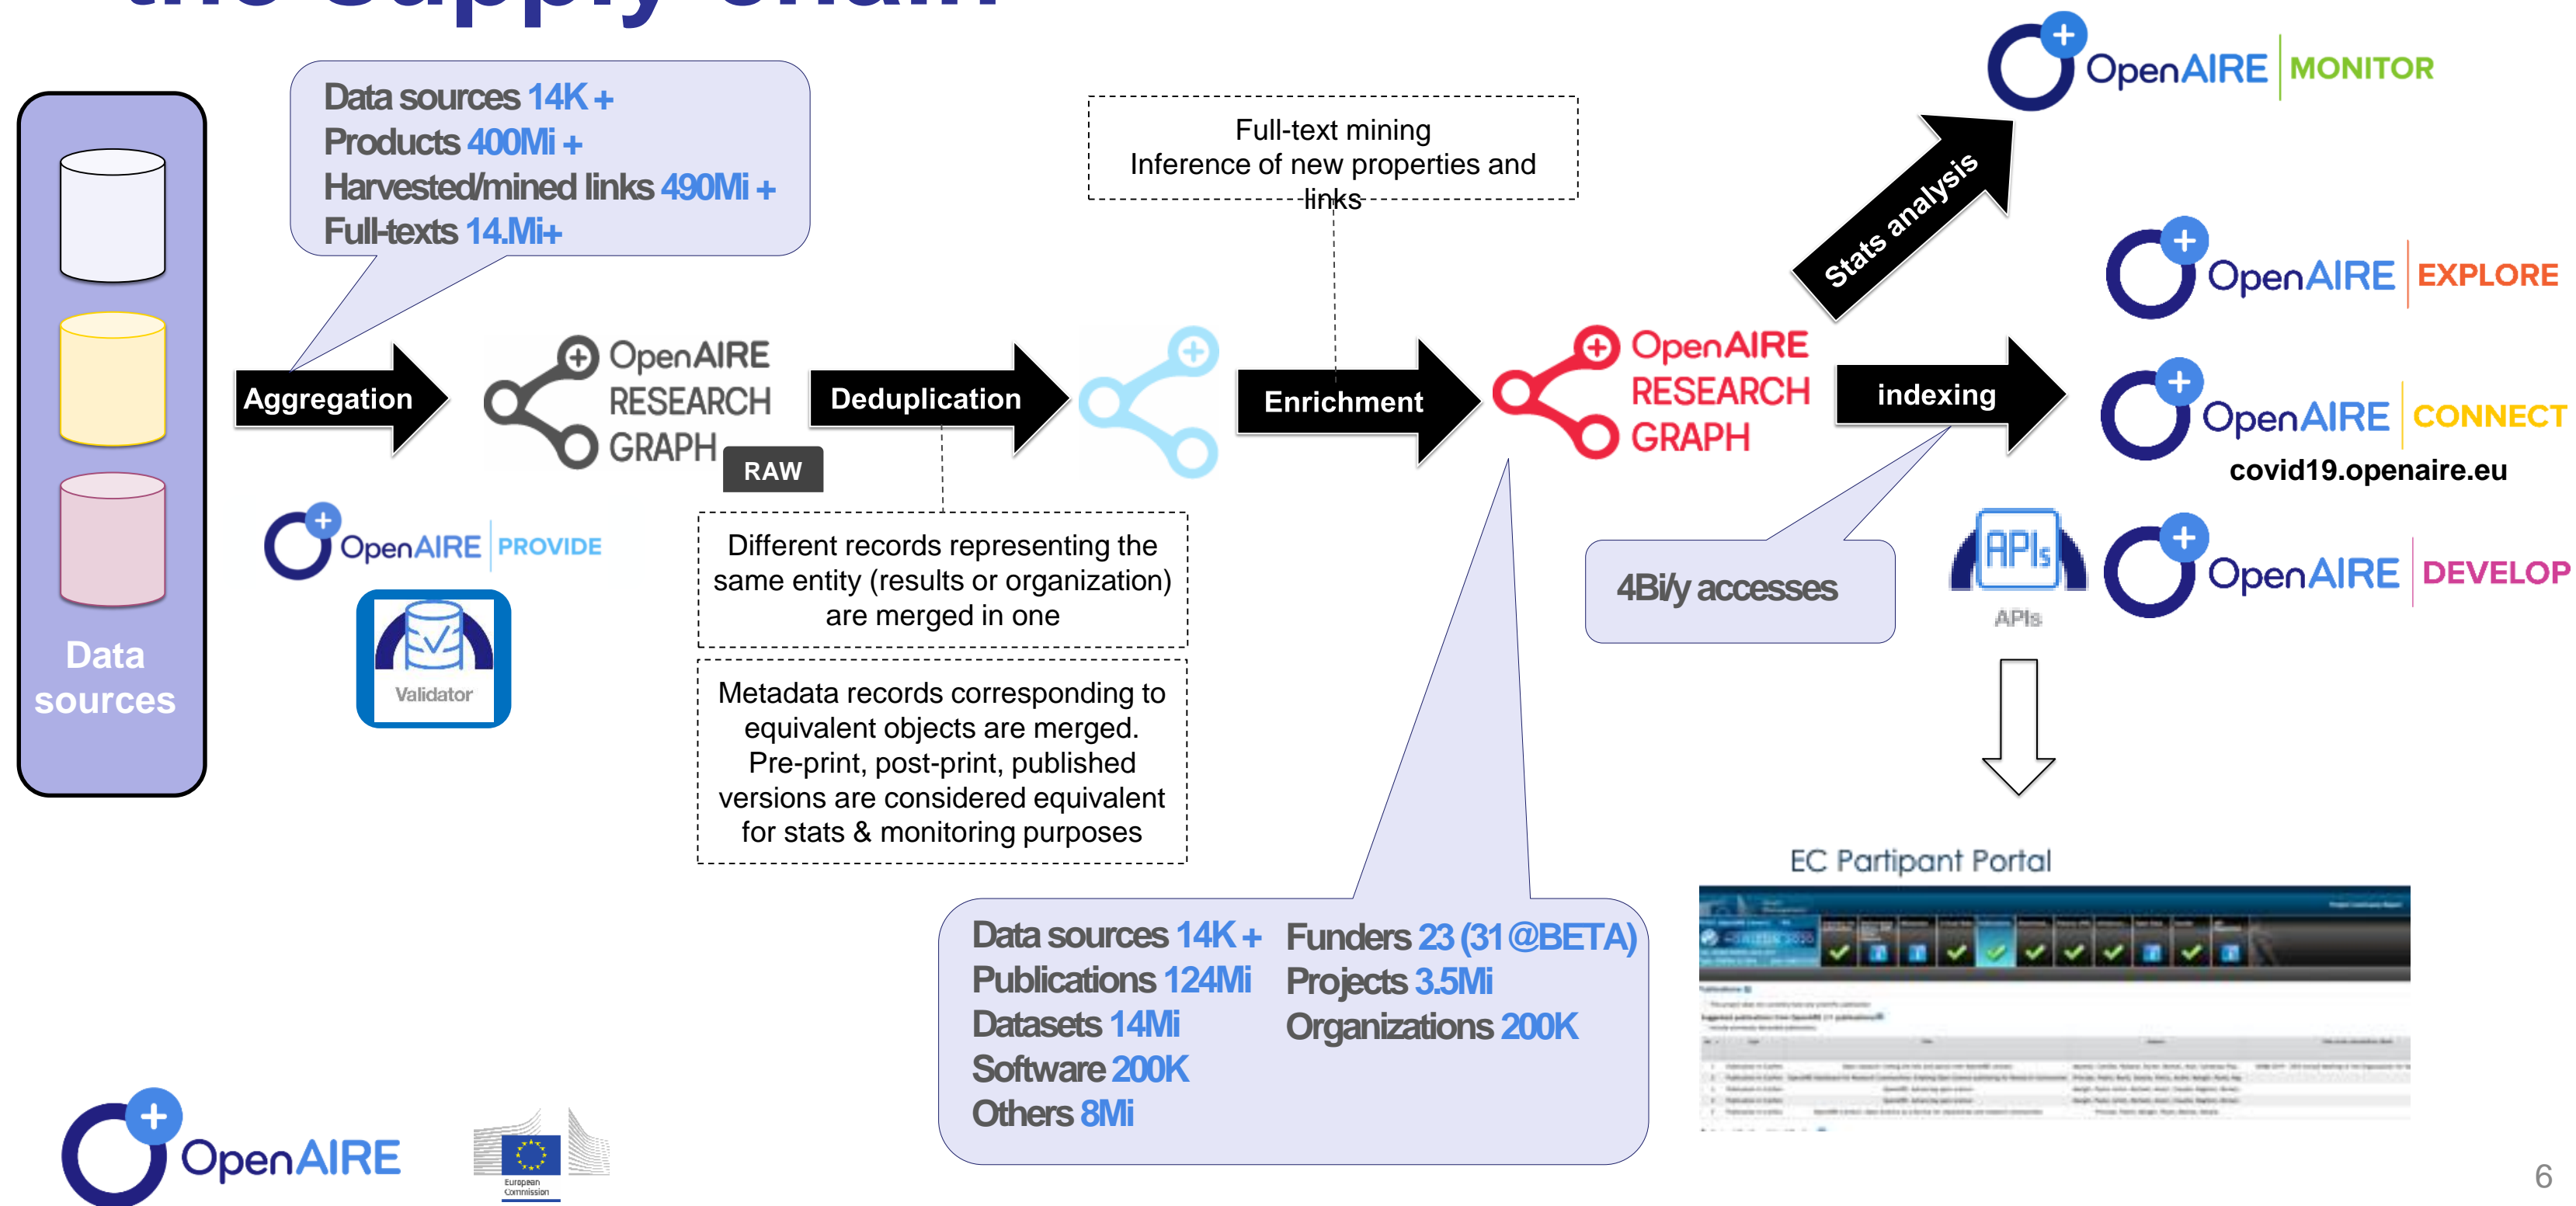 the supply chain
Data sources 14K +
Products 400Mi +
Harvested/mined links 490Mi +
Full-texts 14.Mi+
Full-text mining
Inference of new properties and
links
Stats analysis
OpenAIRE MONITOR
OpenAIRE EXPLORE
Aggregation
OpenAIRE
RESEARCH
GRAPH
RAW
Deduplication
Enrichment
OpenAIRE
RESEARCH
GRAPH
indexing
OpenAIRE CONNECT
covid19.openaire.eu
OpenAIRE PROVIDE
Validator
Data
sources
Different records representing the
same entity (results or organization)
are merged in one
Metadata records corresponding to
equivalent objects are merged.
Pre-print, post-print, published
versions are considered equivalent
for stats & monitoring purposes
4Bi/y accesses
APIs
APIs
OpenAIRE DEVELOP
EC Partipant Portal
Data sources 14K +
Publications 124Mi
Datasets 14Mi
Software 200K
Others 8Mi
Funders 23 (31@BETA)
Projects 3.5Mi
Organizations 200K
OpenAIRE
European
Commission
6